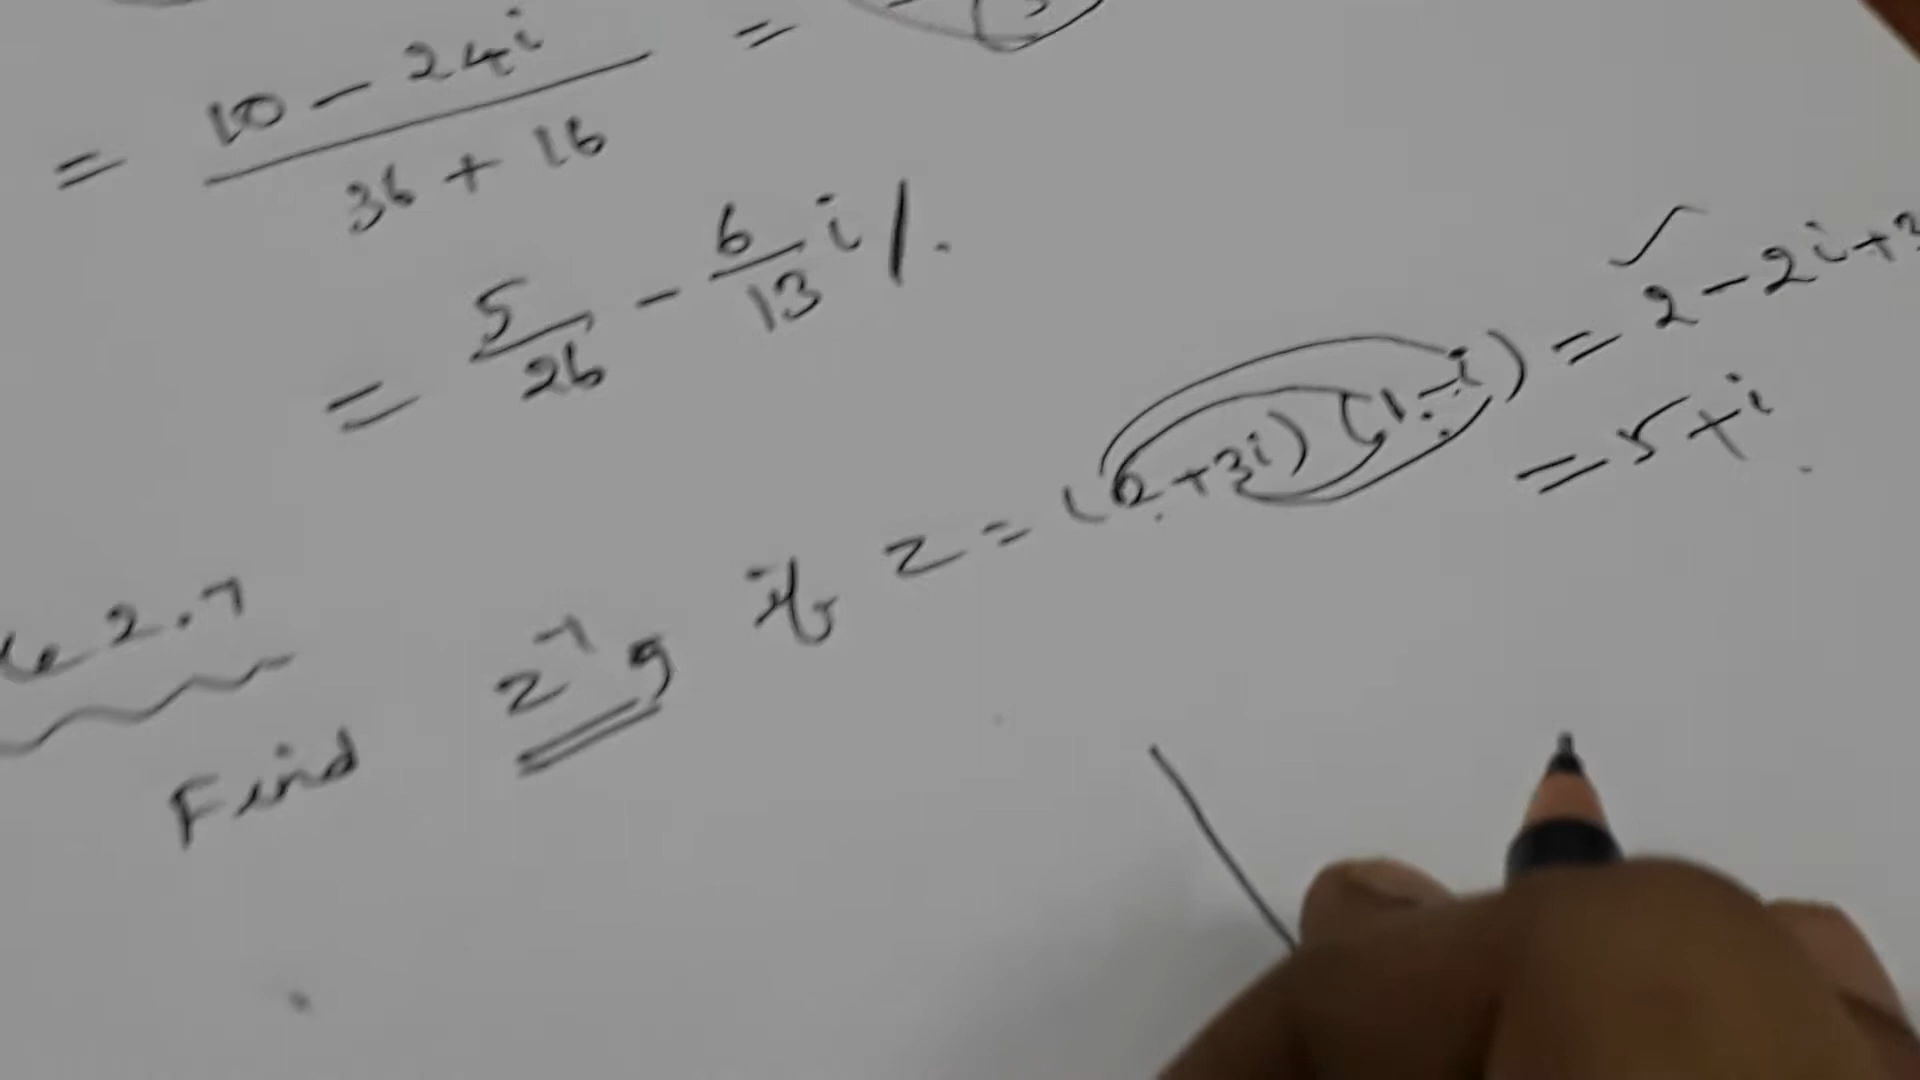 = 10 - 24i / 36 + 16 =
= 5/26 - 6/13 i /.
2.7
Find z⁻¹, if z = (2+3i) (1-i) = 2-2i+3
= 5+i.